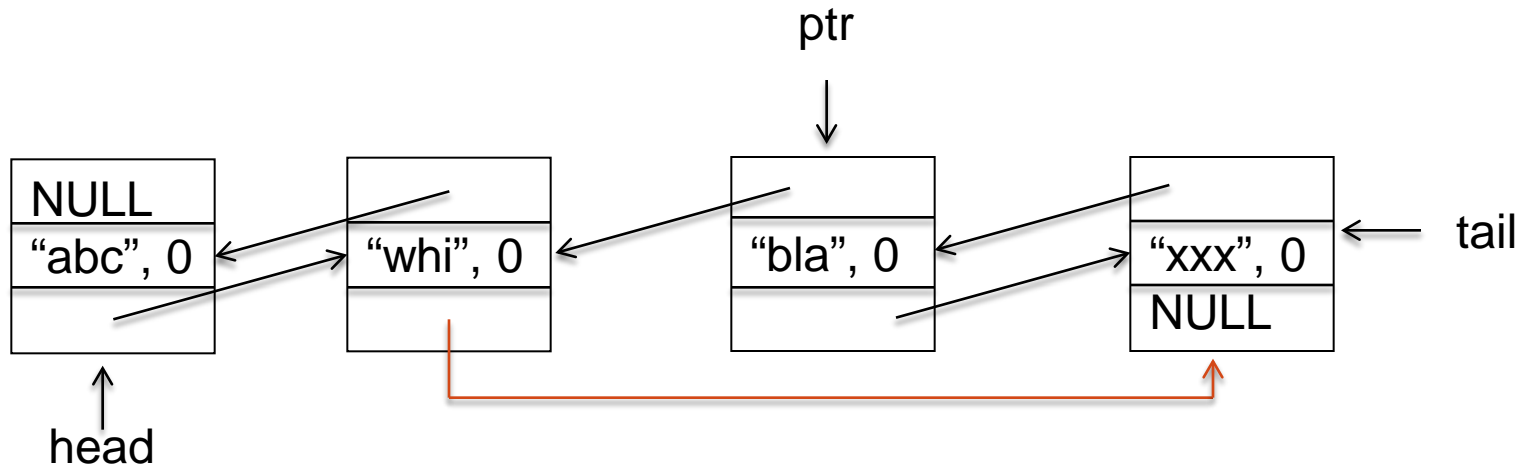 ptr
NULL
“abc”, 0
“whi”, 0
“bla”, 0
“xxx”, 0
NULL
tail
head